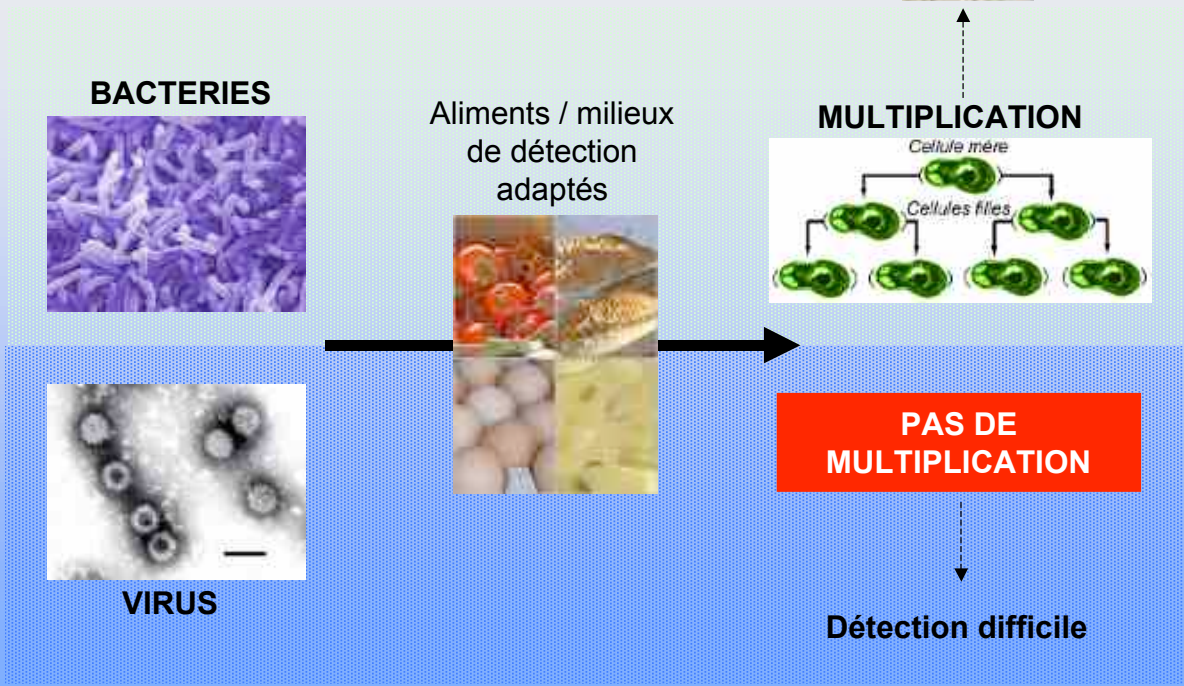 BACTERIES
Aliments / milieux
de détection
adaptés
MULTIPLICATION
Cellule mère
Cellules filles
PAS DE
MULTIPLICATION
VIRUS
Détection difficile